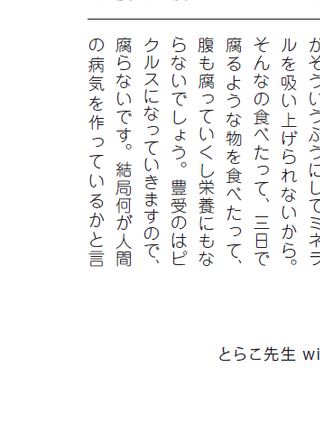 がそういうふうにしてミネラ
ルを吸い上げられないから。
そんなの食べたって、三日で
腐るような物を食べたって、
腹も腐っていくし栄養にもな
らないでしょう。豊受のはピ
クルスになっていきますので、
腐らないです。結局何が人間
の病気を作っているかと言
とらこ先生 wi